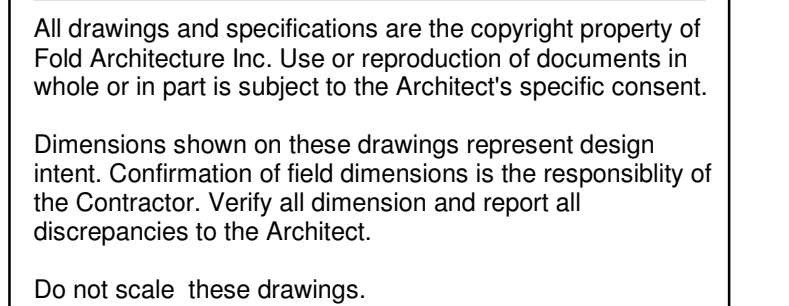 All drawings and specifications are the copyright property of
Fold Architecture Inc. Use or reproduction of documents in
whole or in part is subject to the Architect's specific consent.
Dimensions shown on these drawings represent design
intent. Confirmation of field dimensions is the responsiblity of
the Contractor. Verify all dimension and report all
discrepancies to the Architect.
Do not scale  these drawings.